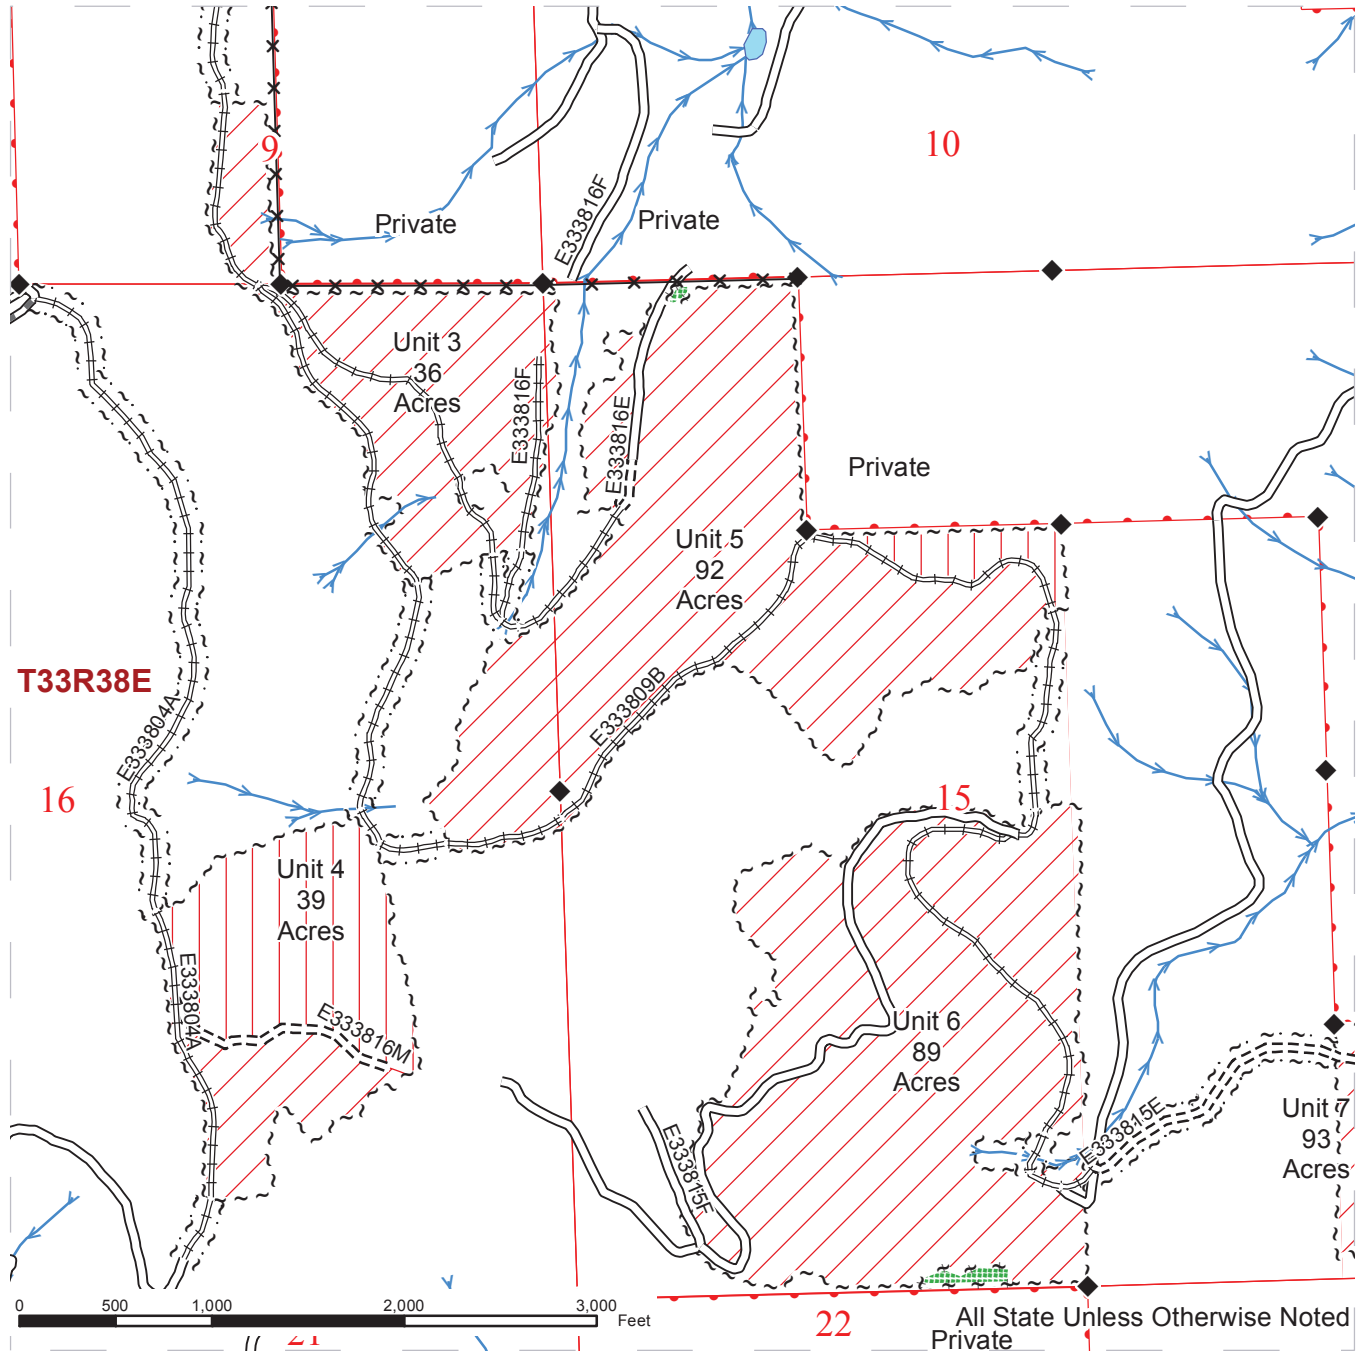 9
10
Private
Private
E333816F
Unit 3
36
Acres
E333816F
E333816E
Private
Unit 5
92
Acres
T33R38E
E333804A
E333809B
16
15
Unit 4
39
Acres
E333804A
E333816M
Unit 6
89
Acres
E333815F
E333815E
Unit 7
93
Acres
0 500 1,000 2,000 3,000
Feet
21
22
All State Unless Otherwise Noted
Private